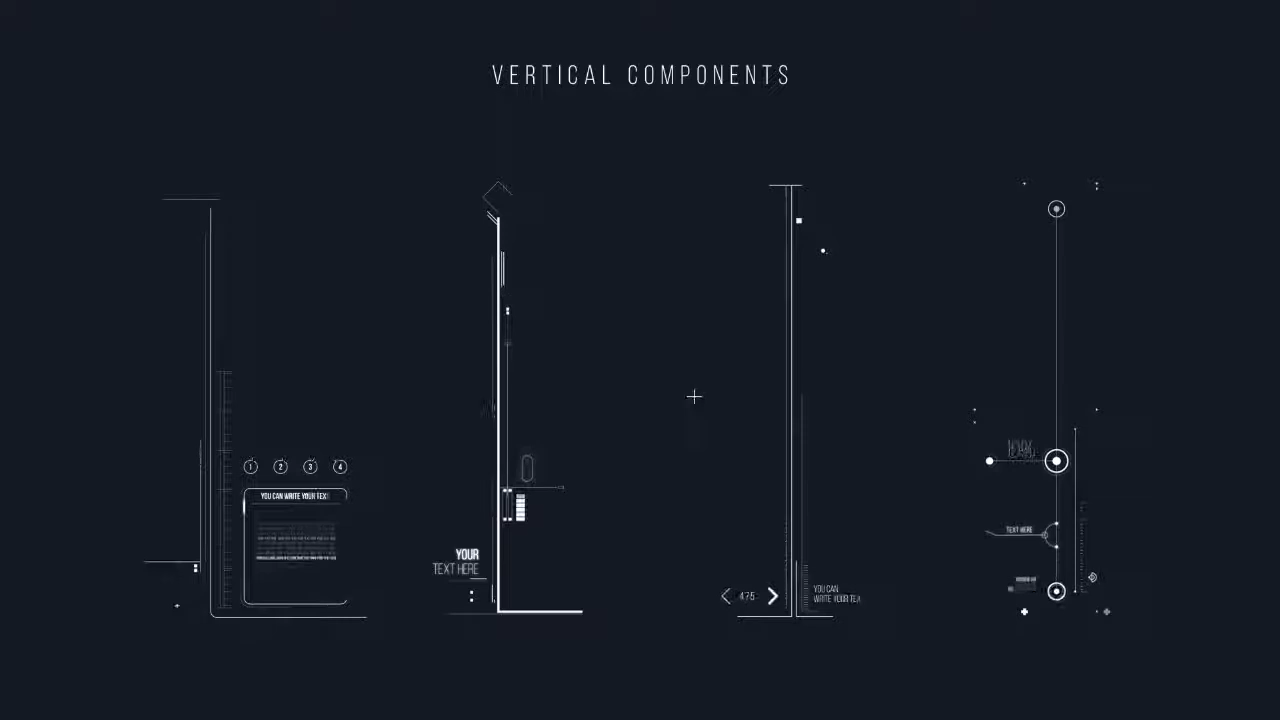 VERTICAL COMPONENTS
1 2 3 4
YOU CAN WRITE YOUR TEX
YOUR
TEXT HERE
475
YOU CAN
WRITE YOUR TEX
TEXT HERE